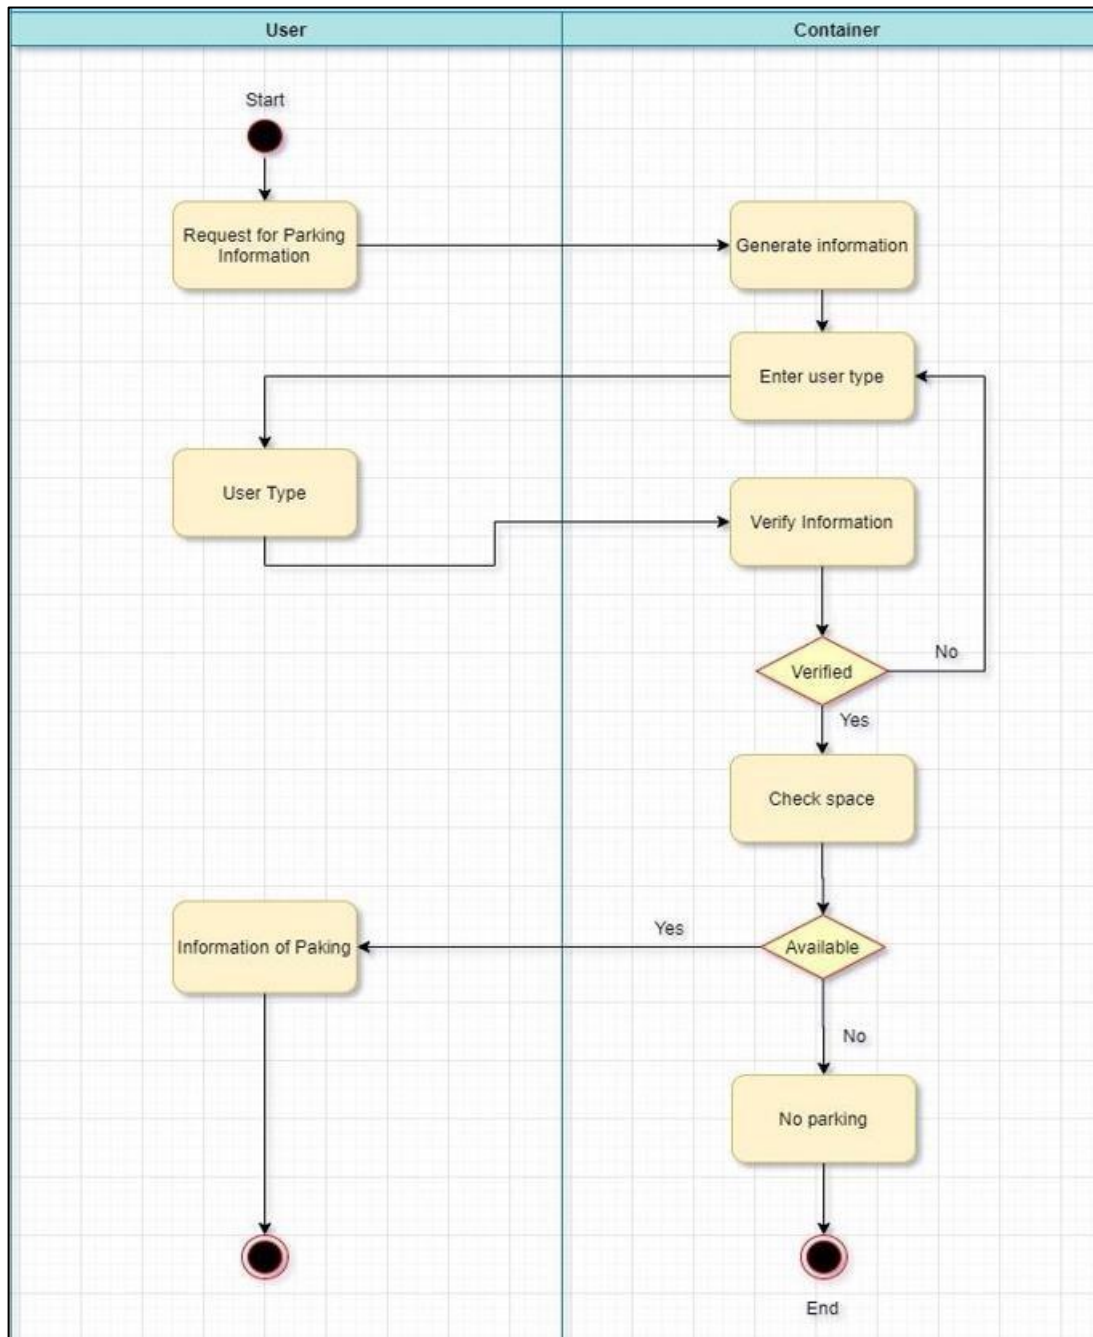 User
Container
Start
Request for Parking
Information
Generate information
Enter user type
User Type
Verify Information
Verified
No
Yes
Check space
Information of Paking
Yes
Available
No
No parking
End